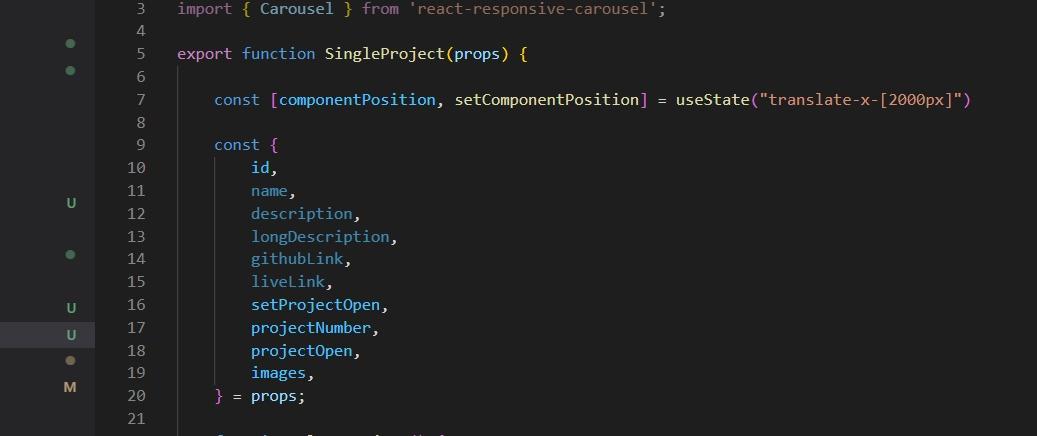 3 import { Carousel } from 'react-responsive-carousel';
4
5 export function SingleProject(props) {
6
7 const [componentPosition, setComponentPosition] = useState("translate-x-[2000px]")
8
9 const {
10 id,
11 name,
U 12 description,
13 longDescription,
14 githubLink,
15 liveLink,
U 16 setProjectOpen,
U 17 projectNumber,
18 projectOpen,
M 19 images,
20 } = props;
21